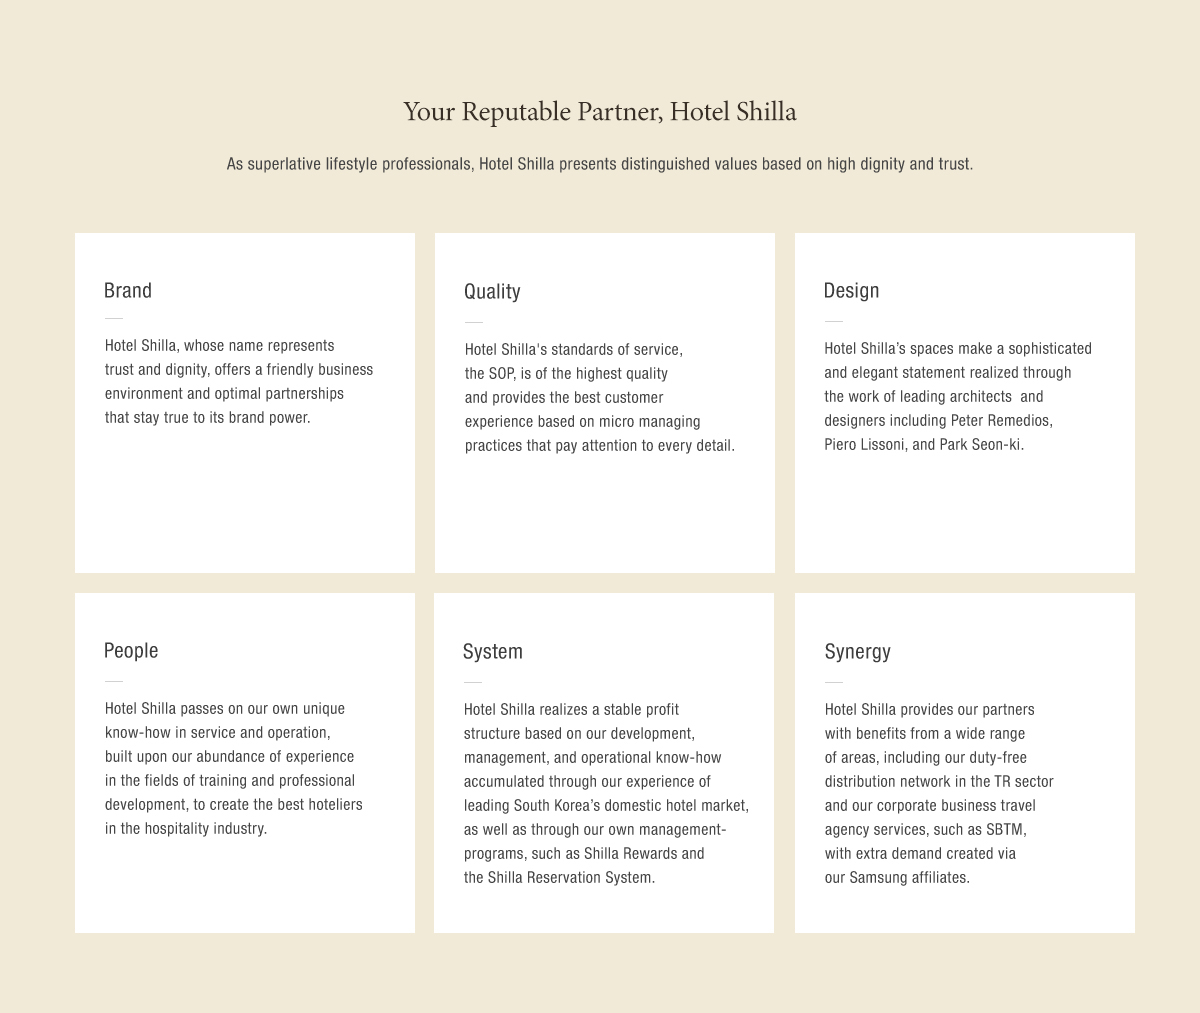 Your Reputable Partner, Hotel Shilla
As superlative lifestyle professionals, Hotel Shilla presents distinguished values based on high dignity and trust.
Brand
Hotel Shilla, whose name represents
trust and dignity, offers a friendly business
environment and optimal partnerships
that stay true to its brand power.
Quality
Hotel Shilla's standards of service,
the SOP, is of the highest quality
and provides the best customer
experience based on micro managing
practices that pay attention to every detail.
Design
Hotel Shilla’s spaces make a sophisticated
and elegant statement realized through
the work of leading architects  and
designers including Peter Remedios,
Piero Lissoni, and Park Seon-ki.
People
Hotel Shilla passes on our own unique
know-how in service and operation,
built upon our abundance of experience
in the fields of training and professional
development, to create the best hoteliers
in the hospitality industry.
System
Hotel Shilla realizes a stable profit
structure based on our development,
management, and operational know-how
accumulated through our experience of
leading South Korea’s domestic hotel market,
as well as through our own management-
programs, such as Shilla Rewards and
the Shilla Reservation System.
Synergy
Hotel Shilla provides our partners
with benefits from a wide range
of areas, including our duty-free
distribution network in the TR sector
and our corporate business travel
agency services, such as SBTM,
with extra demand created via
our Samsung affiliates.